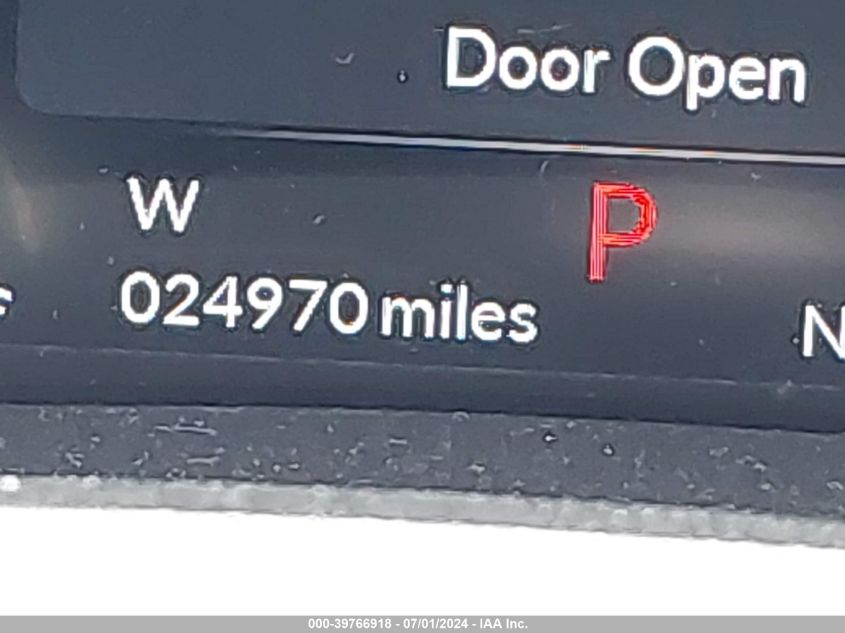 Door Open
W
P
024970 miles
N
000-39766918 - 07/01/2024 - IAA Inc.